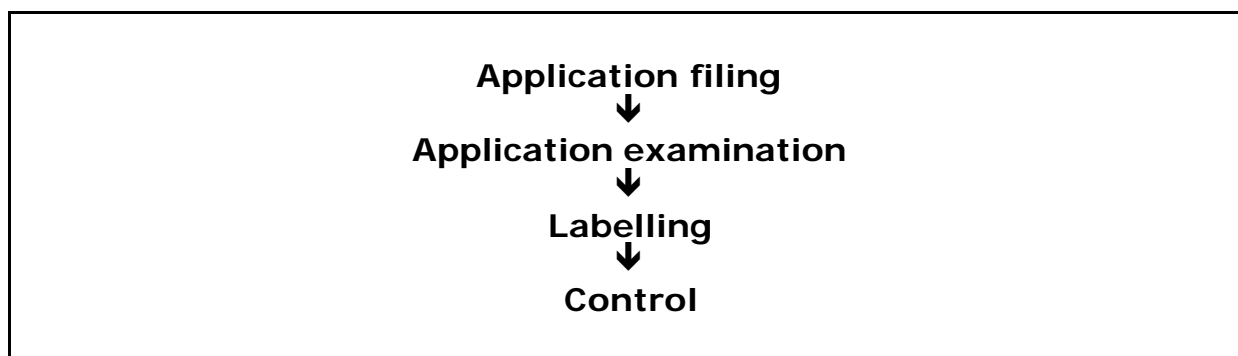 Application filing
Application examination
Labelling
Control